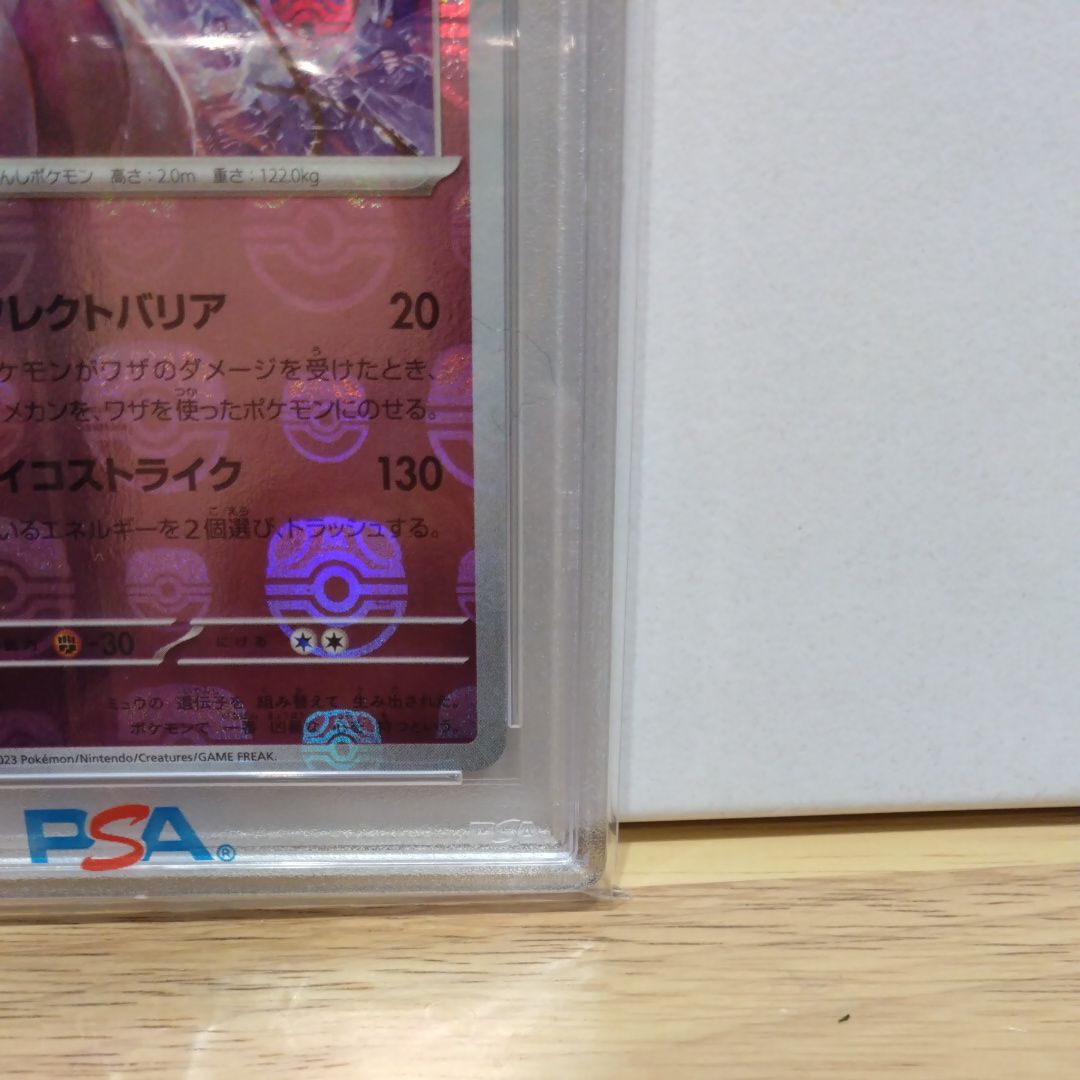 んしポケモン 高さ：2.0m 重さ：122.0kg
レクトバリア 20
ケモンがワザのダメージを受けたとき、
メカンを、ワザを使ったポケモンにのせる。
イコストライク 130
いるエネルギーを2個選び、トラッシュする。
-30 にげる
ミュウの 遺伝子を 組み替えて 生み出された。
ポケモンで 一番
という。
023 Pokémon/Nintendo/Creatures/GAME FREAK.
PSA®
PSA